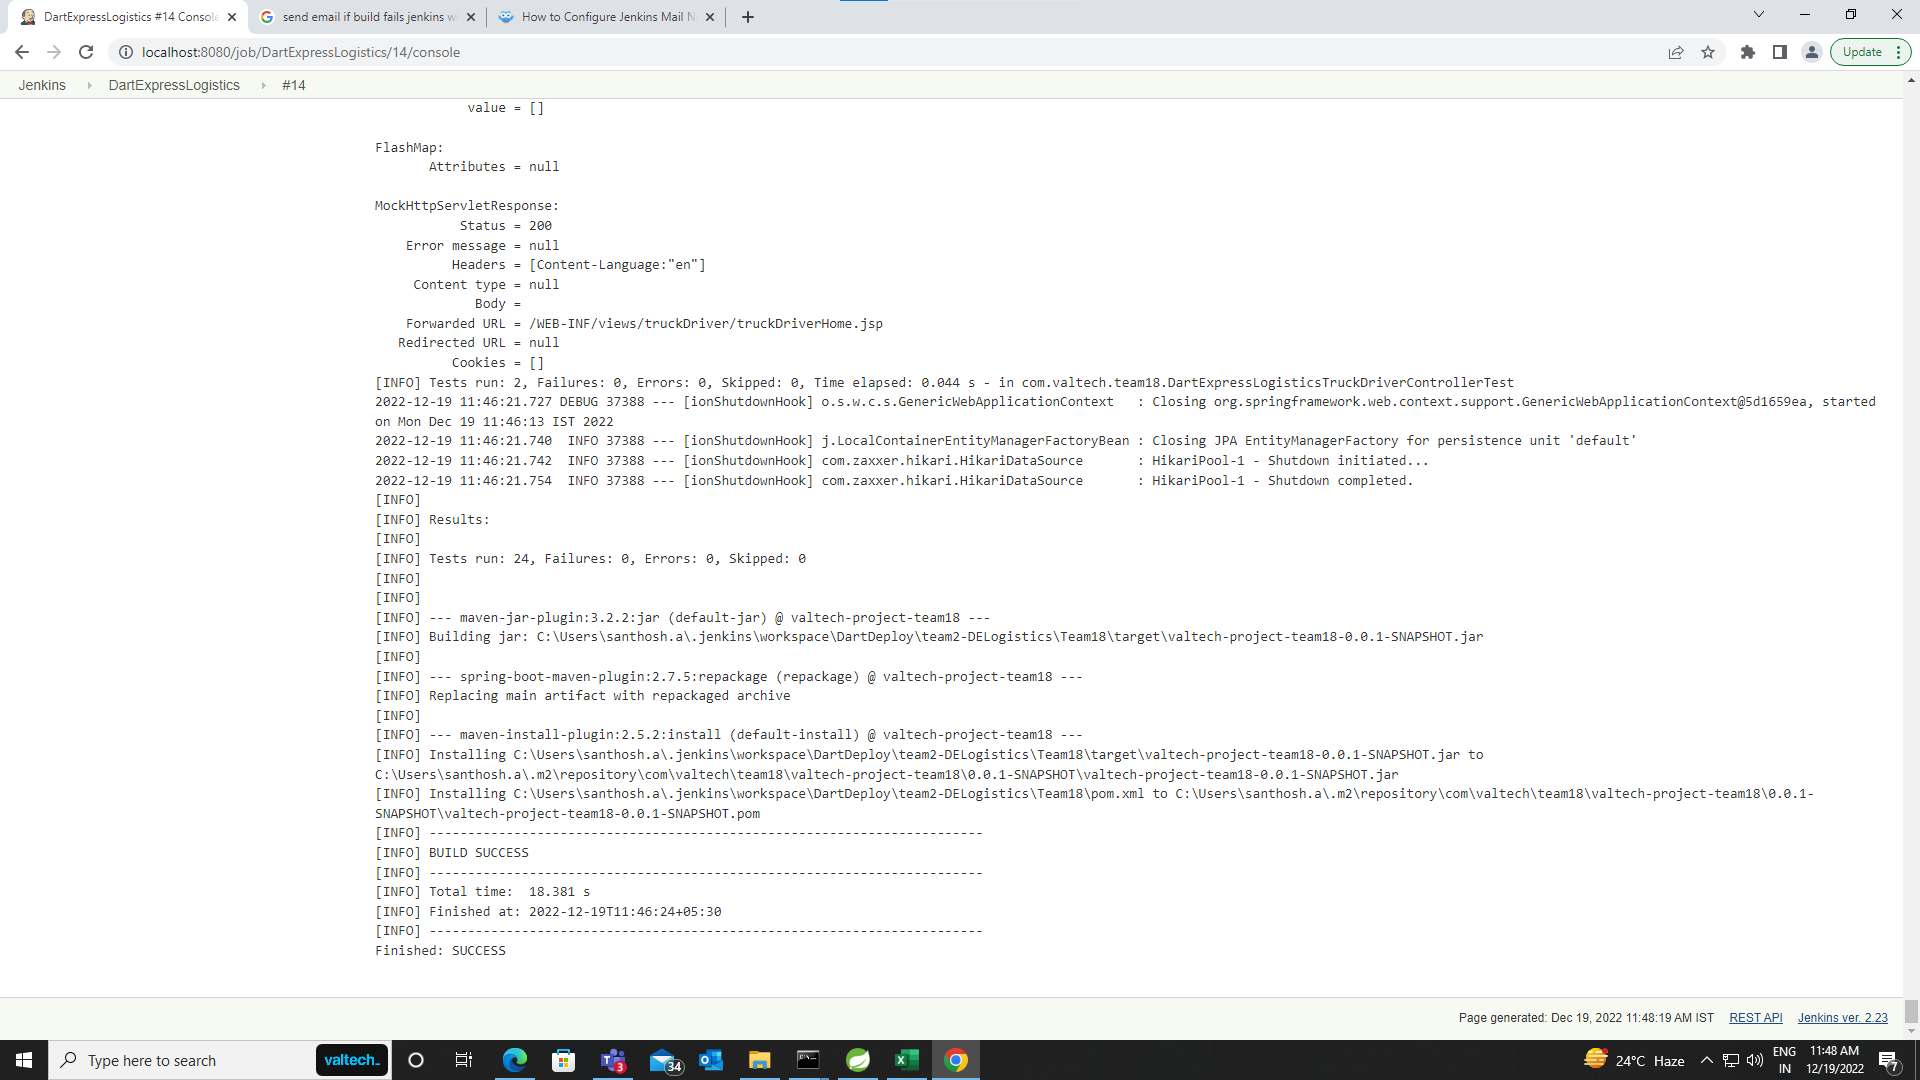 DartExpressLogistics #14 Console
send email if build fails jenkins w
How to Configure Jenkins Mail N
localhost:8080/job/DartExpressLogistics/14/console
Update
Jenkins
DartExpressLogistics
#14
value = []
FlashMap:
Attributes = null
MockHttpServletResponse:
Status = 200
Error message = null
Headers = [Content-Language:"en"]
Content type = null
Body =
Forwarded URL = /WEB-INF/views/truckDriver/truckDriverHome.jsp
Redirected URL = null
Cookies = []
[INFO] Tests run: 2, Failures: 0, Errors: 0, Skipped: 0, Time elapsed: 0.044 s - in com.valtech.team18.DartExpressLogisticsTruckDriverControllerTest
2022-12-19 11:46:21.727 DEBUG 37388 --- [ionShutdownHook] o.s.w.c.s.GenericWebApplicationContext   : Closing org.springframework.web.context.support.GenericWebApplicationContext@5d1659ea, started
on Mon Dec 19 11:46:13 IST 2022
2022-12-19 11:46:21.740  INFO 37388 --- [ionShutdownHook] j.LocalContainerEntityManagerFactoryBean : Closing JPA EntityManagerFactory for persistence unit 'default'
2022-12-19 11:46:21.742  INFO 37388 --- [ionShutdownHook] com.zaxxer.hikari.HikariDataSource       : HikariPool-1 - Shutdown initiated...
2022-12-19 11:46:21.754  INFO 37388 --- [ionShutdownHook] com.zaxxer.hikari.HikariDataSource       : HikariPool-1 - Shutdown completed.
[INFO]
[INFO] Results:
[INFO]
[INFO] Tests run: 24, Failures: 0, Errors: 0, Skipped: 0
[INFO]
[INFO]
[INFO] --- maven-jar-plugin:3.2.2:jar (default-jar) @ valtech-project-team18 ---
[INFO] Building jar: C:\Users\santhosh.a\.jenkins\workspace\DartDeploy\team2-DELogistics\Team18\target\valtech-project-team18-0.0.1-SNAPSHOT.jar
[INFO]
[INFO] --- spring-boot-maven-plugin:2.7.5:repackage (repackage) @ valtech-project-team18 ---
[INFO] Replacing main artifact with repackaged archive
[INFO]
[INFO] --- maven-install-plugin:2.5.2:install (default-install) @ valtech-project-team18 ---
[INFO] Installing C:\Users\santhosh.a\.jenkins\workspace\DartDeploy\team2-DELogistics\Team18\target\valtech-project-team18-0.0.1-SNAPSHOT.jar to
C:\Users\santhosh.a\.m2\repository\com\valtech\team18\valtech-project-team18\0.0.1-SNAPSHOT\valtech-project-team18-0.0.1-SNAPSHOT.jar
[INFO] Installing C:\Users\santhosh.a\.jenkins\workspace\DartDeploy\team2-DELogistics\Team18\pom.xml to C:\Users\santhosh.a\.m2\repository\com\valtech\team18\valtech-project-team18\0.0.1-
SNAPSHOT\valtech-project-team18-0.0.1-SNAPSHOT.pom
[INFO] ------------------------------------------------------------------------
[INFO] BUILD SUCCESS
[INFO] ------------------------------------------------------------------------
[INFO] Total time:  18.381 s
[INFO] Finished at: 2022-12-19T11:46:24+05:30
[INFO] ------------------------------------------------------------------------
Finished: SUCCESS
Page generated: Dec 19, 2022 11:48:19 AM IST
REST API
Jenkins ver. 2.23
Type here to search
valtech_
3
34
24°C Haze
ENG
IN
11:48 AM
12/19/2022
7